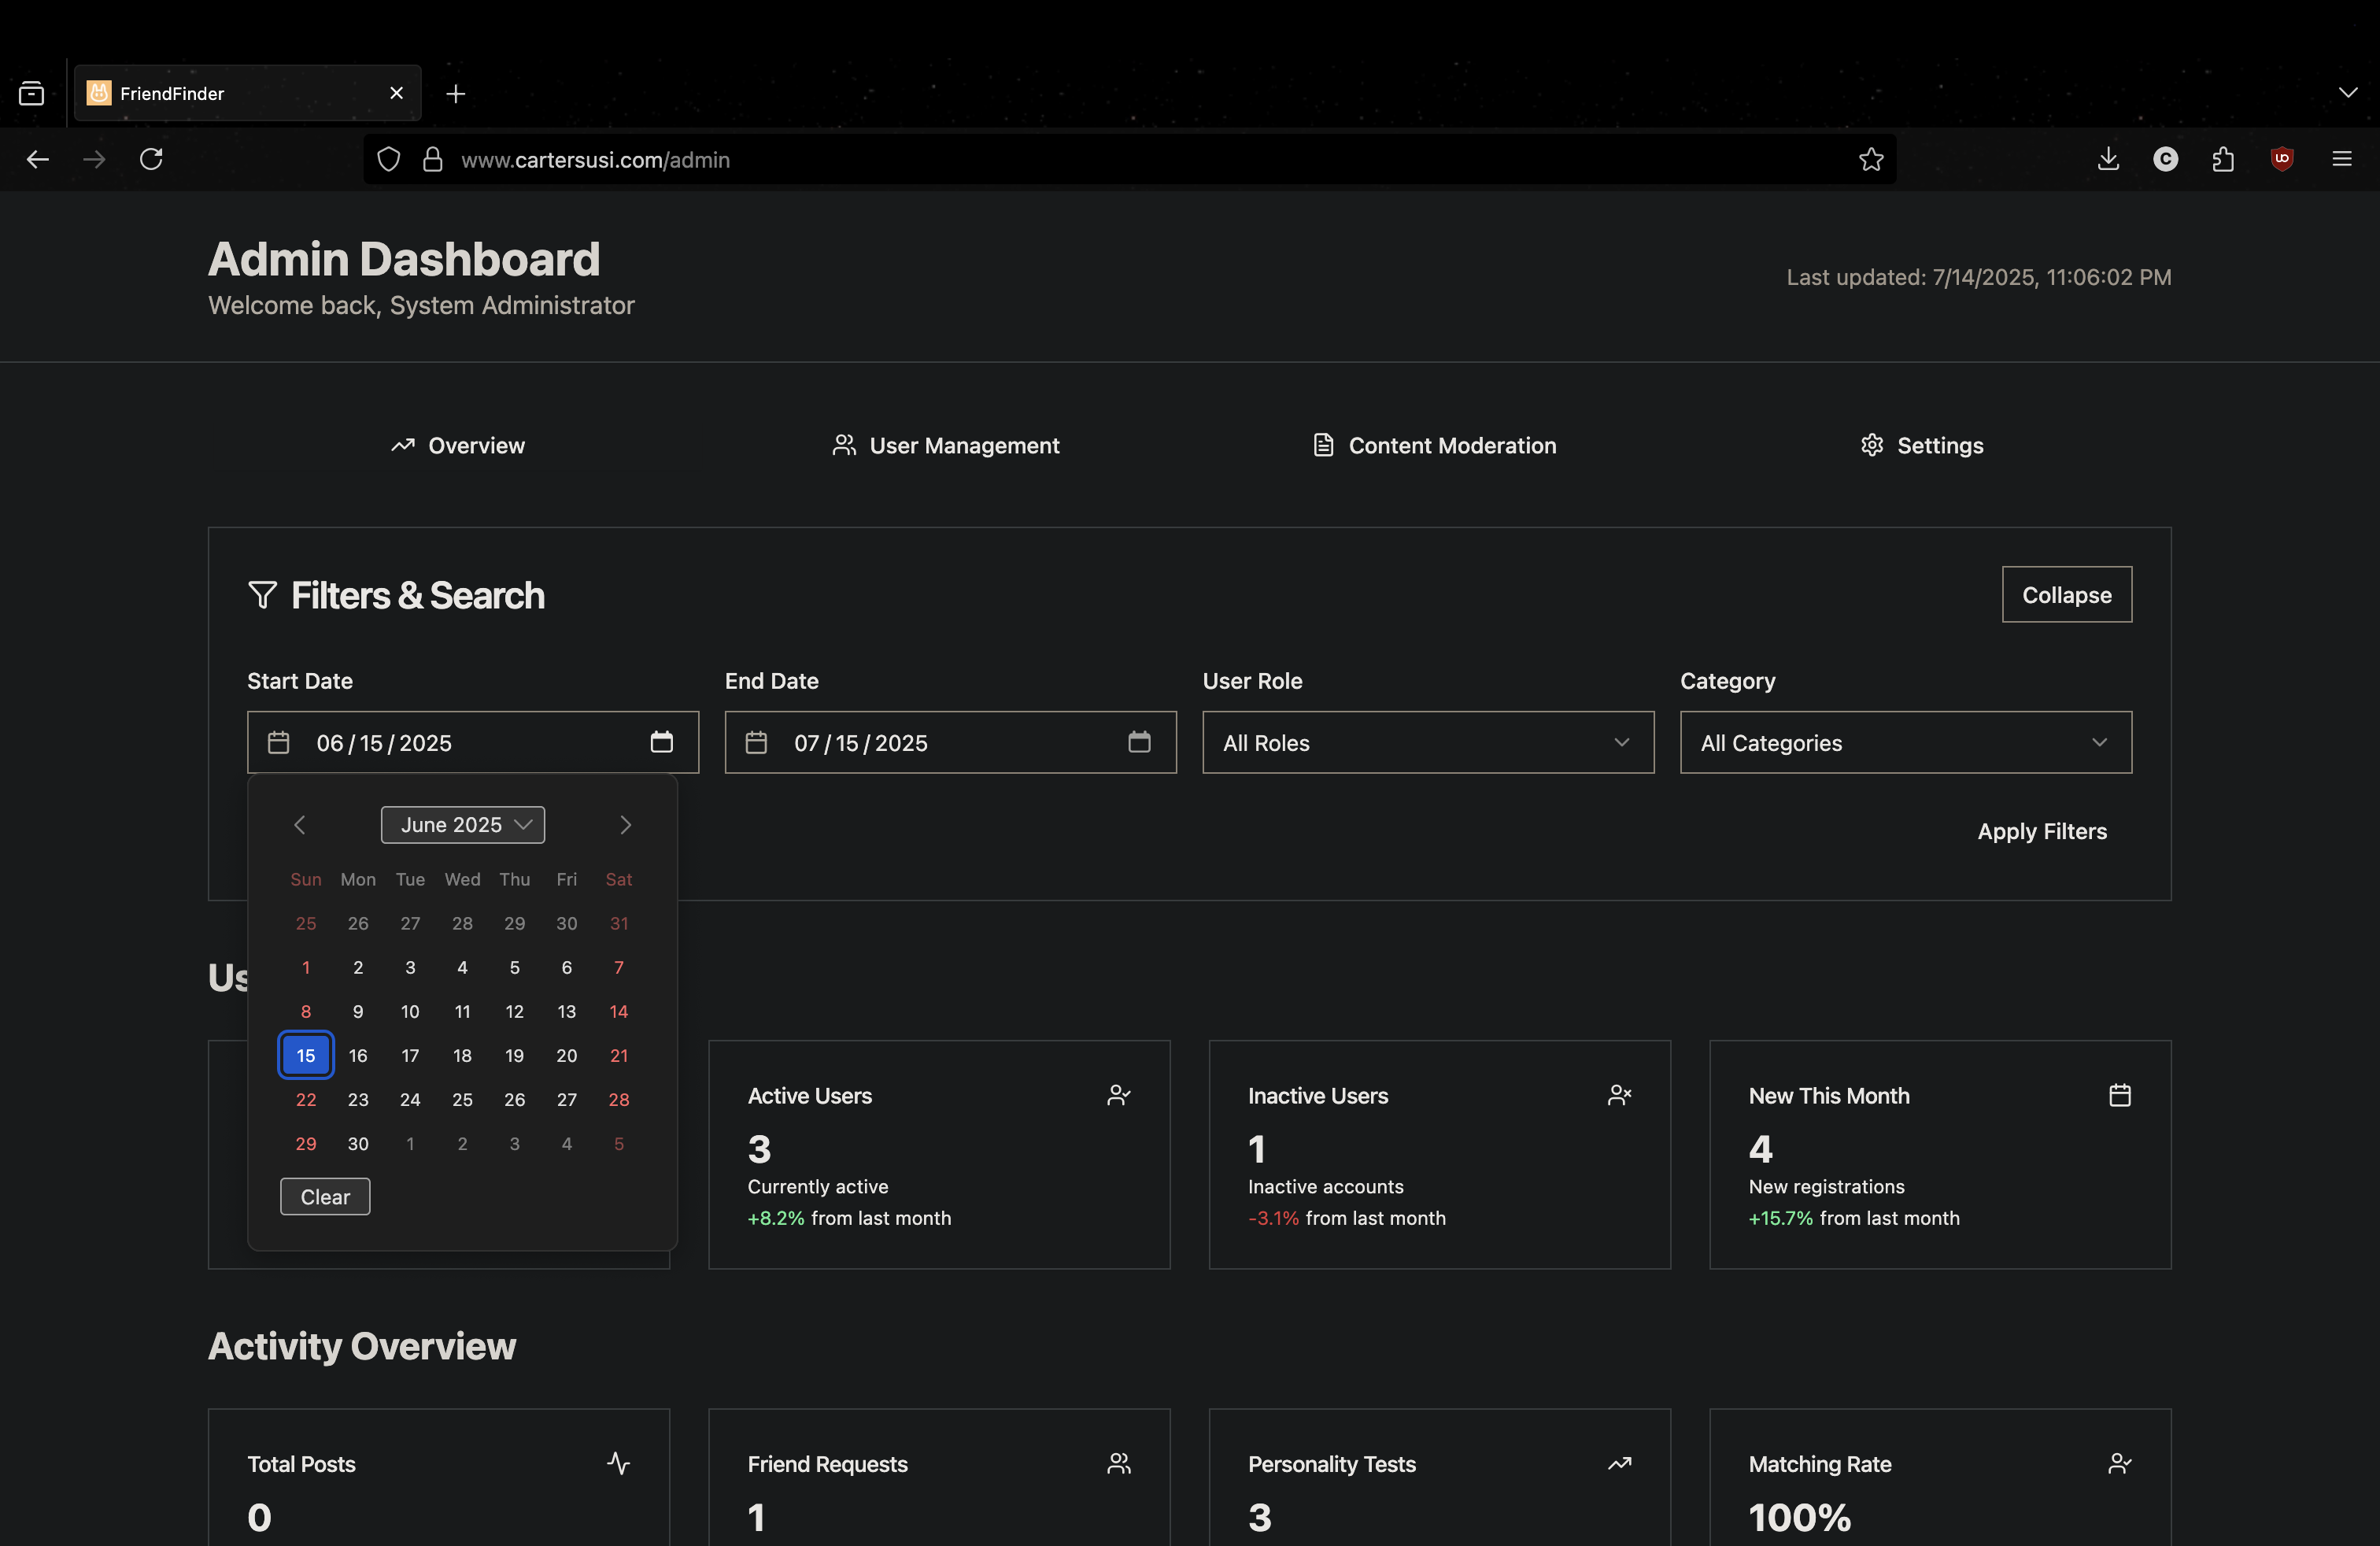 FriendFinder
www.cartersusi.com/admin
Admin Dashboard
Welcome back, System Administrator
Last updated: 7/14/2025, 11:06:02 PM
Overview
User Management
Content Moderation
Settings
Filters & Search
Collapse
Start Date
End Date
User Role
Category
06/15/2025
07/15/2025
All Roles
All Categories
Apply Filters
June 2025
Sun Mon Tue Wed Thu Fri Sat
25 26 27 28 29 30 31
1 2 3 4 5 6 7
8 9 10 11 12 13 14
15 16 17 18 19 20 21
22 23 24 25 26 27 28
29 30 1 2 3 4 5
Clear
Us
Active Users
3
Currently active
+8.2% from last month
Inactive Users
1
Inactive accounts
-3.1% from last month
New This Month
4
New registrations
+15.7% from last month
Activity Overview
Total Posts
0
Friend Requests
1
Personality Tests
3
Matching Rate
100%